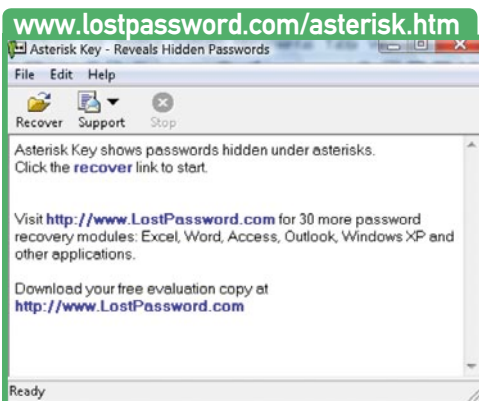 www.lostpassword.com/asterisk.htm
Asterisk Key - Reveals Hidden Passwords
File Edit Help
Recover Support Stop
Asterisk Key shows passwords hidden under asterisks.
Click the recover link to start.
Visit http://www.LostPassword.com for 30 more password
recovery modules: Excel, Word, Access, Outlook, Windows XP and
other applications.
Download your free evaluation copy at
http://www.LostPassword.com
Ready